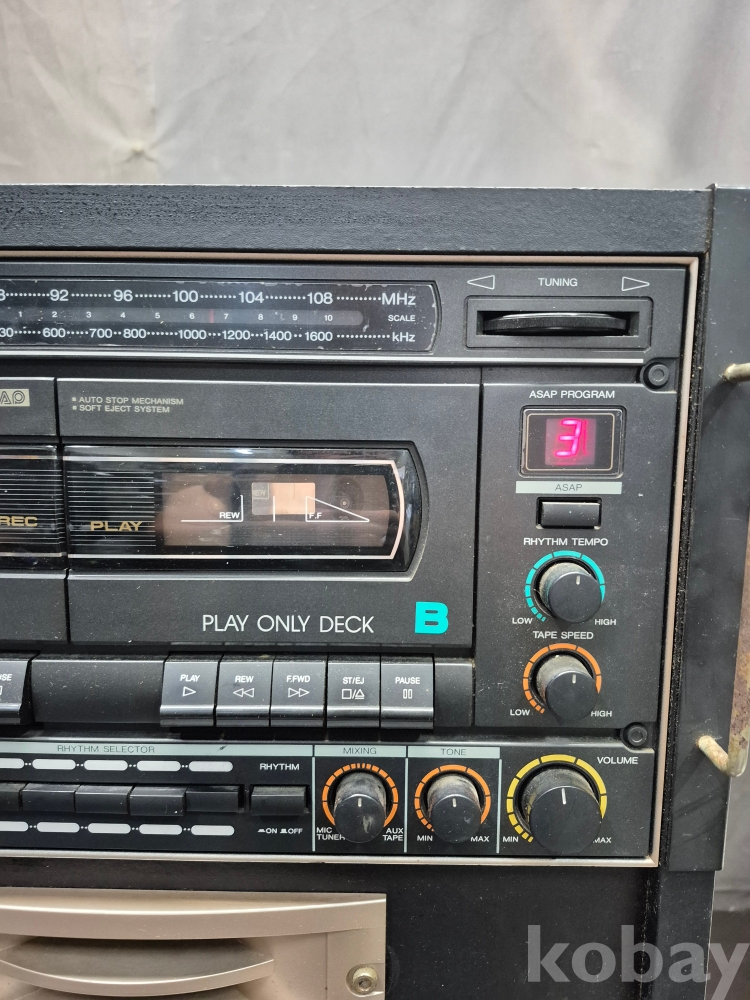 92 96 100 104 108 MHz
1 2 3 4 5 6 7 8 9 10 SCALE
600 700 800 1000 1200 1400 1600 kHz
TUNING
AUTO STOP MECHANISM
SOFT EJECT SYSTEM
ASAP PROGRAM
3
ASAP
REC
PLAY
REW
F.F
RHYTHM TEMPO
LOW HIGH
PLAY ONLY DECK B
TAPE SPEED
LOW HIGH
PLAY REW F.FWD ST/EJ PAUSE
RHYTHM SELECTOR
RHYTHM
ON OFF
MIXING
MIC TUNER AUX TAPE
TONE
MIN MAX
VOLUME
MIN MAX
kobay